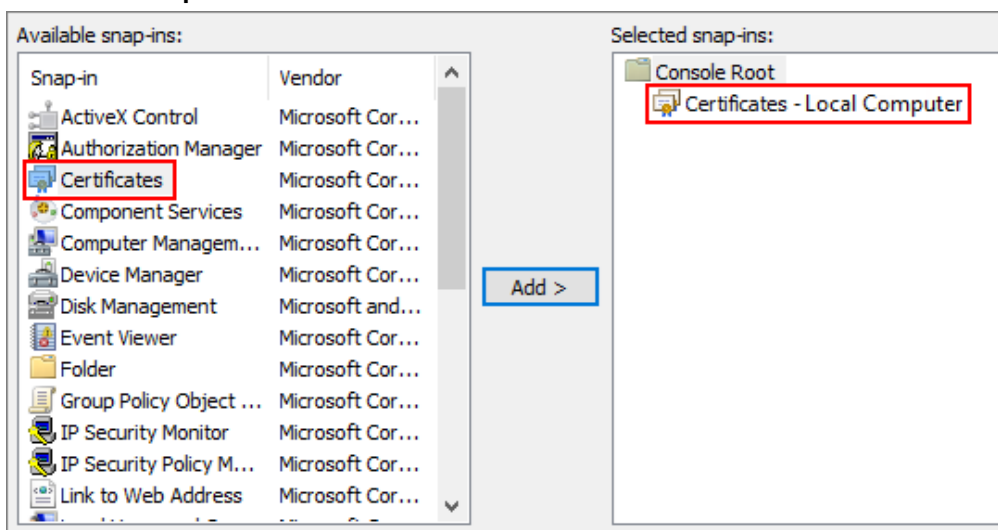 Available snap-ins:
Selected snap-ins:
Snap-in Vendor
ActiveX Control Microsoft Cor...
Authorization Manager Microsoft Cor...
Certificates Microsoft Cor...
Component Services Microsoft Cor...
Computer Managem... Microsoft Cor...
Device Manager Microsoft Cor...
Disk Management Microsoft and...
Event Viewer Microsoft Cor...
Folder Microsoft Cor...
Group Policy Object ... Microsoft Cor...
IP Security Monitor Microsoft Cor...
IP Security Policy M... Microsoft Cor...
Link to Web Address Microsoft Cor...
Add >
Console Root
Certificates - Local Computer